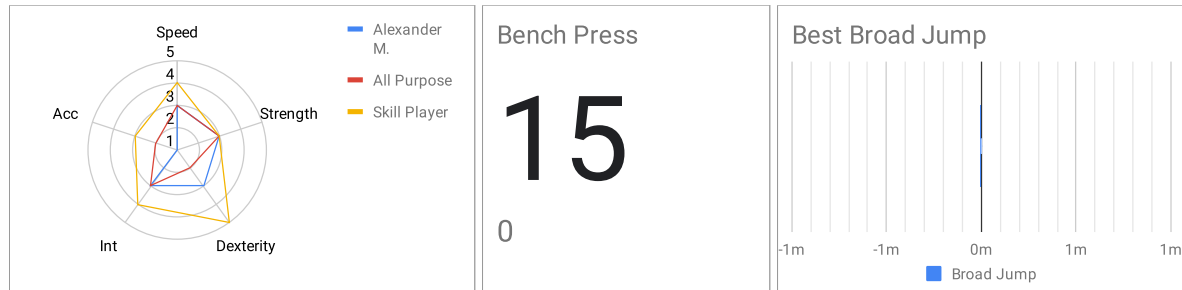 Speed
5
4
3
2
1
Acc
Strength
Int
Dexterity
Alexander
M.
All Purpose
Skill Player
Bench Press
15
0
Best Broad Jump
-1m -1m 0m 1m 1m
Broad Jump